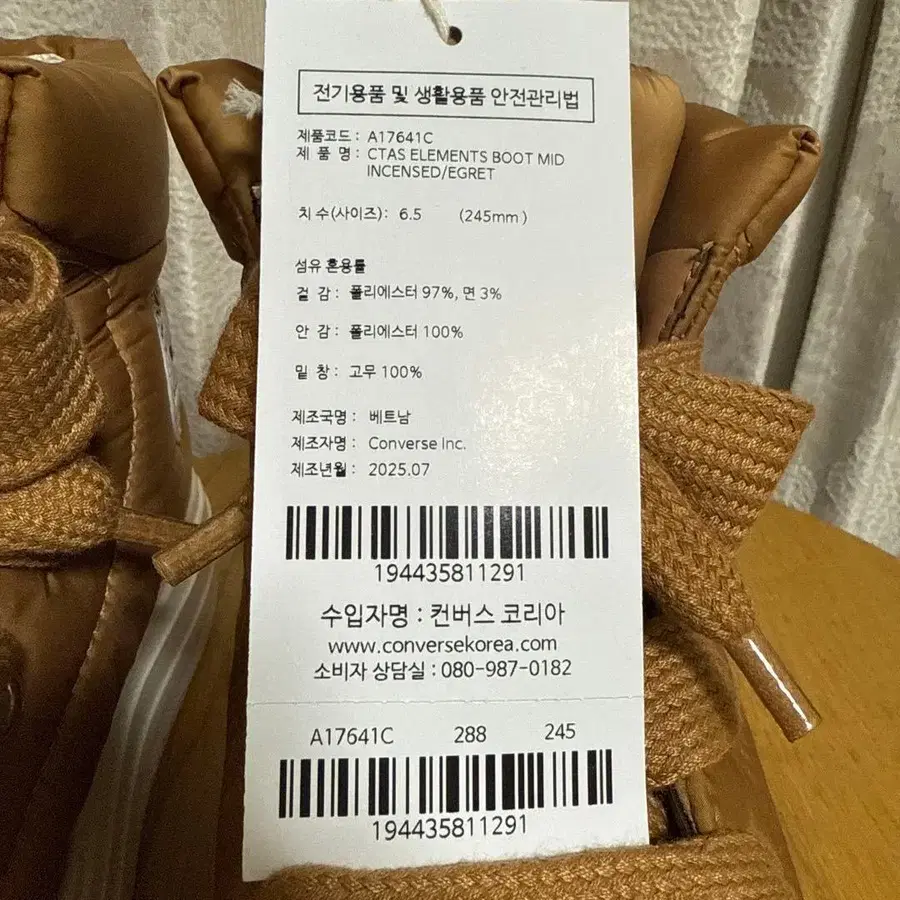 전기용품 및 생활용품 안전관리법
제품코드 : A17641C
제 품 명 : CTAS ELEMENTS BOOT MID
INCENSED/EGRET
치 수(사이즈) : 6.5 (245mm)
섬유 혼용률
겉 감 : 폴리에스터 97%, 면 3%
안 감 : 폴리에스터 100%
밑 창 : 고무 100%
제조국명 : 베트남
제조자명 : Converse Inc.
제조년월 : 2025.07
194435811291
수입자명 : 컨버스 코리아
www.conversekorea.com
소비자 상담실 : 080-987-0182
A17641C 288 245
194435811291